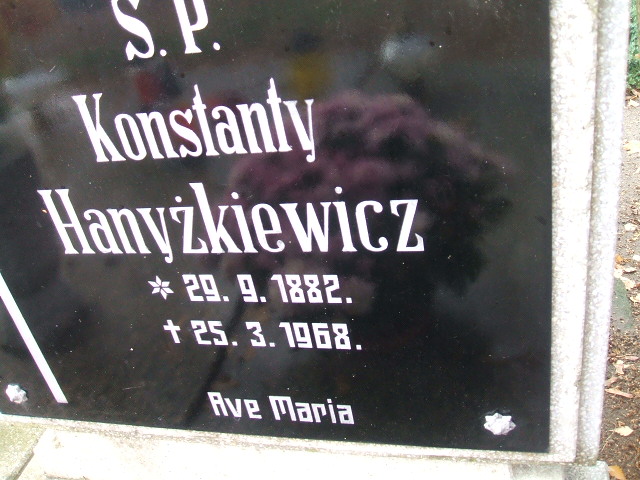 Ś. P.
Konstanty
Hanyżkiewicz
* 29. 9. 1882.
† 25. 3. 1968.
Ave Maria